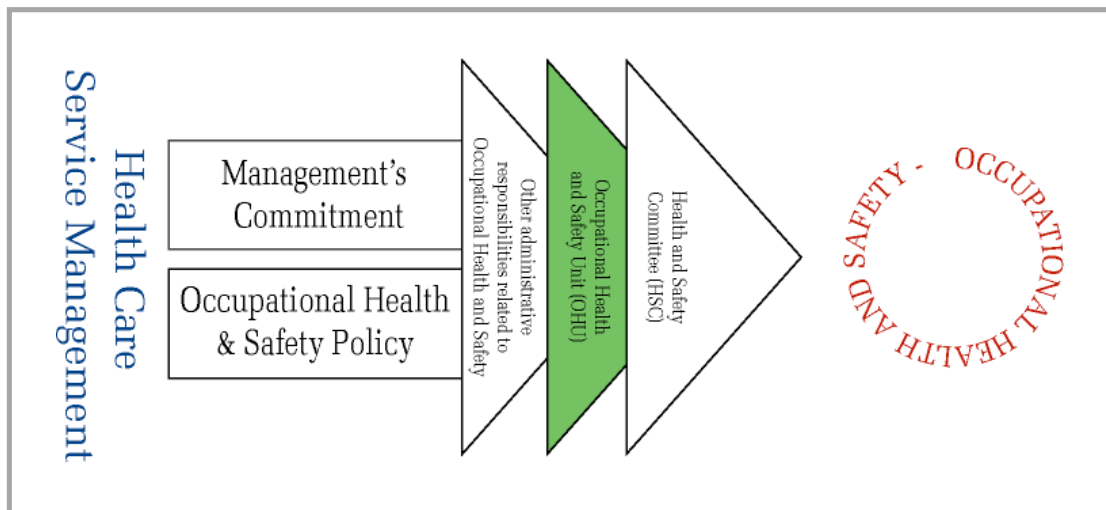 Health Care
Service Management
Management's
Commitment
Occupational Health
& Safety Policy
Other administrative
responsibilities related to
Occupational Health and Safety
Occupational Health
and Safety Unit (OHU)
Health and Safety
Committee (HSC)
OCCUPATIONAL HEALTH AND SAFETY -